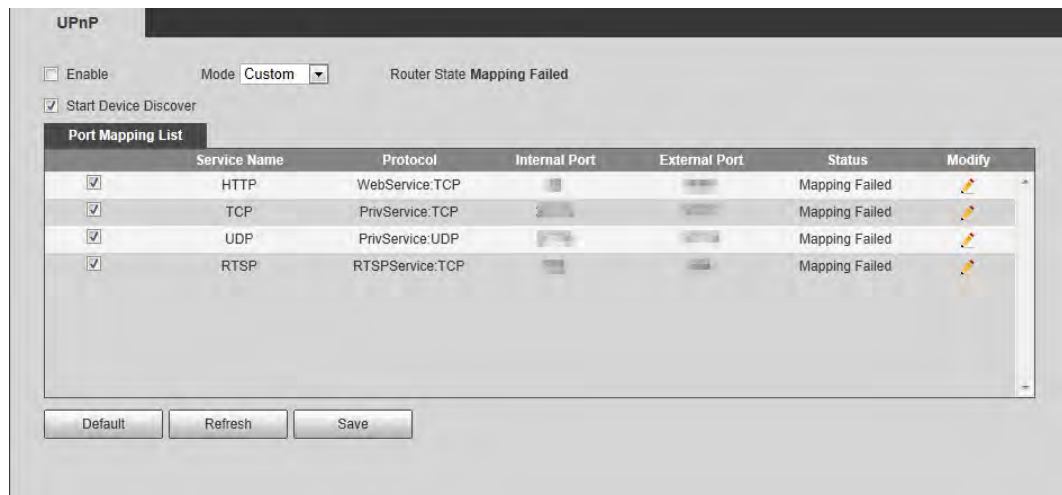 UPnP
Enable Mode Custom Router State Mapping Failed
Start Device Discover
Port Mapping List
Service Name Protocol Internal Port External Port Status Modify
HTTP WebService:TCP Mapping Failed
TCP PrivService:TCP Mapping Failed
UDP PrivService:UDP Mapping Failed
RTSP RTSPService:TCP Mapping Failed
Default Refresh Save